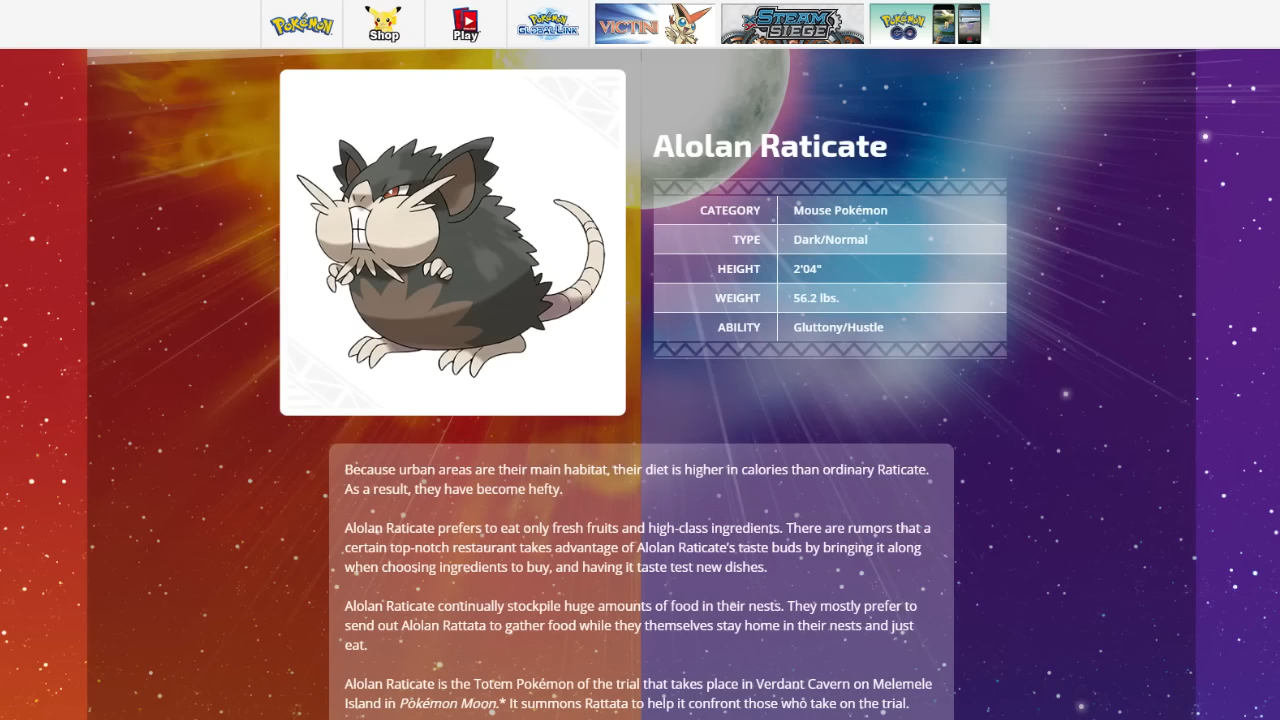 Pokémon
Shop
Play
Pokémon
GLOBAL LINK
VICTINI
STEAM
SIEGE
POKÉMON
GO
Alolan Raticate
CATEGORY Mouse Pokémon
TYPE Dark/Normal
HEIGHT 2'04"
WEIGHT 56.2 lbs.
ABILITY Gluttony/Hustle
Because urban areas are their main habitat, their diet is higher in calories than ordinary Raticate.
As a result, they have become hefty.
Alolan Raticate prefers to eat only fresh fruits and high-class ingredients. There are rumors that a
certain top-notch restaurant takes advantage of Alolan Raticate's taste buds by bringing it along
when choosing ingredients to buy, and having it taste test new dishes.
Alolan Raticate continually stockpile huge amounts of food in their nests. They mostly prefer to
send out Alolan Rattata to gather food while they themselves stay home in their nests and just
eat.
Alolan Raticate is the Totem Pokémon of the trial that takes place in Verdant Cavern on Melemele
Island in Pokémon Moon.* It summons Rattata to help it confront those who take on the trial.